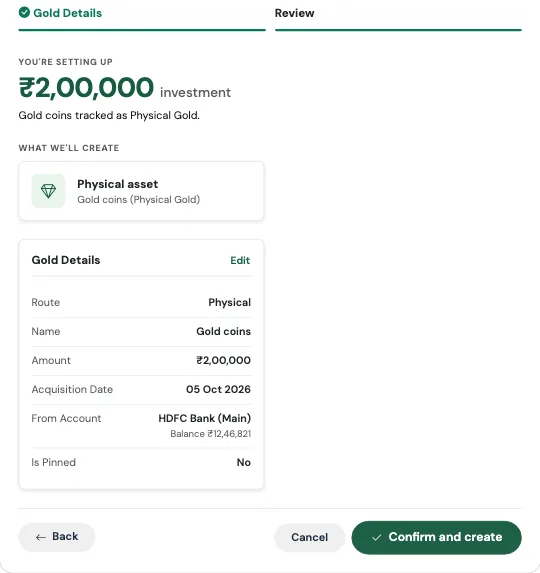 Gold Details
Review
YOU'RE SETTING UP
₹2,00,000 investment
Gold coins tracked as Physical Gold.
WHAT WE'LL CREATE
Physical asset
Gold coins (Physical Gold)
Gold Details Edit
Route Physical
Name Gold coins
Amount ₹2,00,000
Acquisition Date 05 Oct 2026
From Account HDFC Bank (Main)
Balance ₹12,46,821
Is Pinned No
← Back
Cancel
Confirm and create